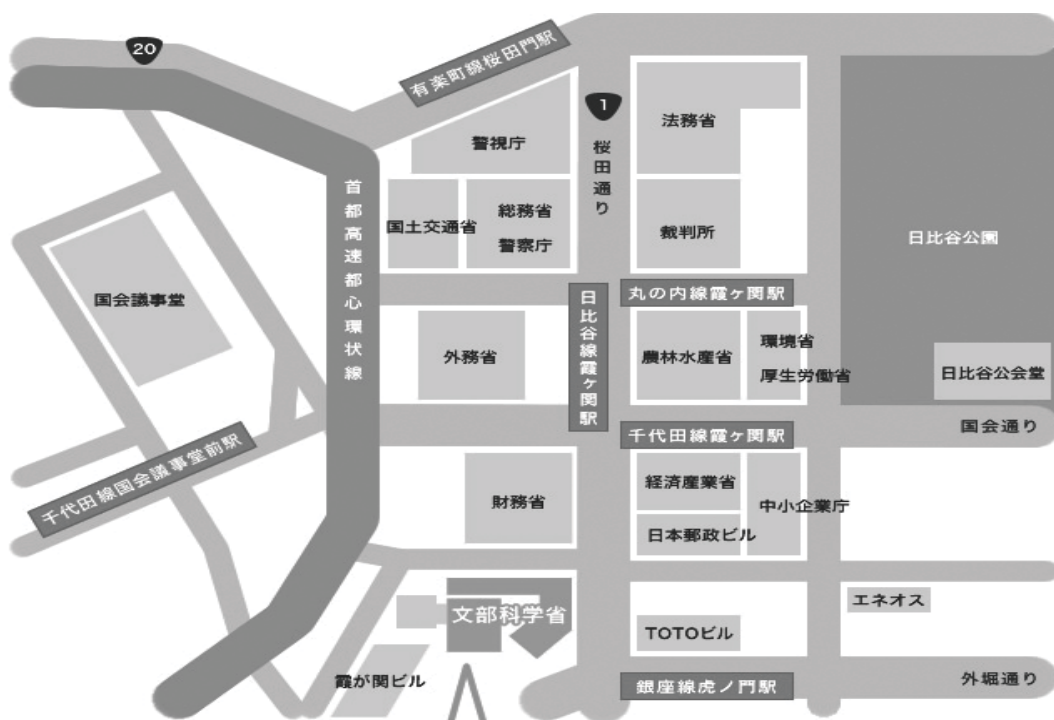 20
有楽町線桜田門駅
1
桜田通り
法務省
警視庁
首都高速都心環状線
国土交通省
総務省
警察庁
裁判所
日比谷公園
国会議事堂
丸の内線霞ヶ関駅
日比谷線霞ヶ関駅
外務省
農林水産省
環境省
厚生労働省
日比谷公会堂
千代田線国会議事堂前駅
千代田線霞ヶ関駅
国会通り
財務省
経済産業省
日本郵政ビル
中小企業庁
文部科学省
エネオス
TOTOビル
霞が関ビル
銀座線虎ノ門駅
外堀通り